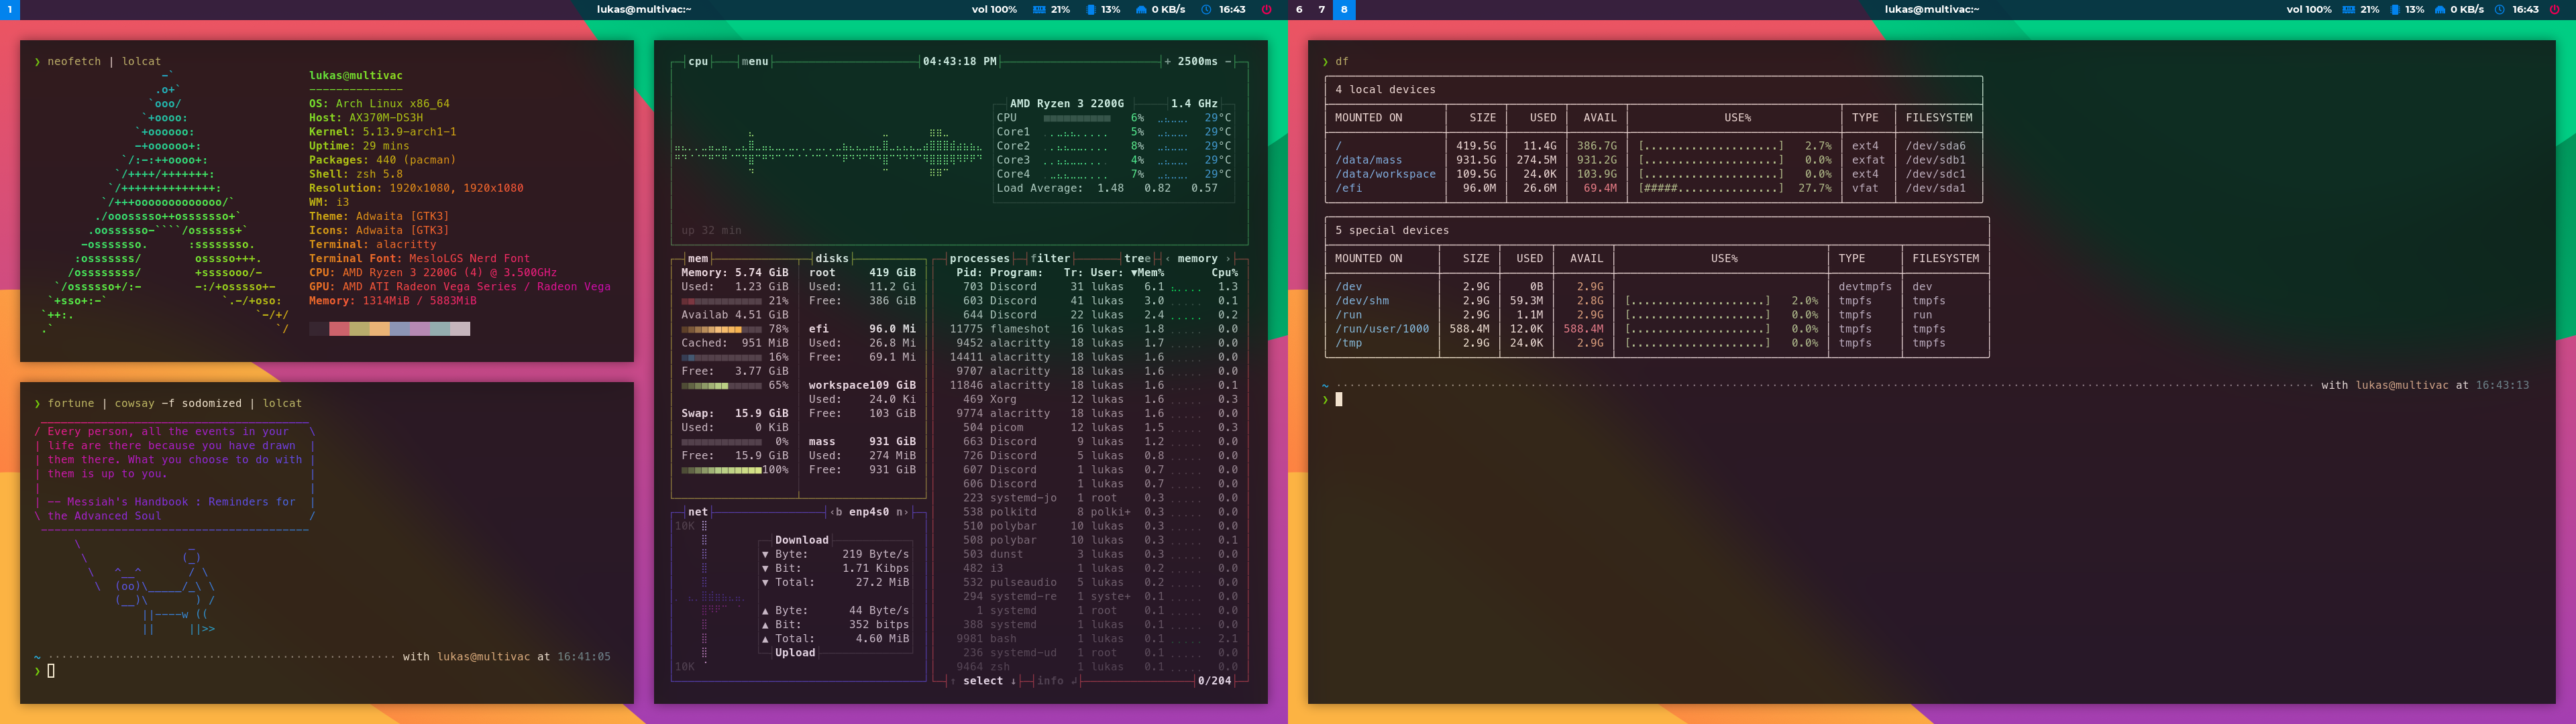 1
lukas@multivac:~
vol 100% 21% 13% 0 KB/s 16:43
❯ neofetch | lolcat
lukas@multivac
--------------
OS: Arch Linux x86_64
Host: AX370M-DS3H
Kernel: 5.13.9-arch1-1
Uptime: 29 mins
Packages: 440 (pacman)
Shell: zsh 5.8
Resolution: 1920x1080, 1920x1080
WM: i3
Theme: Adwaita [GTK3]
Icons: Adwaita [GTK3]
Terminal: alacritty
Terminal Font: MesloLGS Nerd Font
CPU: AMD Ryzen 3 2200G (4) @ 3.500GHz
GPU: AMD ATI Radeon Vega Series / Radeon Vega
Memory: 1314MiB / 5883MiB
❯ fortune | cowsay -f sodomized | lolcat
/ Every person, all the events in your \
| life are there because you have drawn |
| them there. What you choose to do with |
| them is up to you. |
| |
| -- Messiah's Handbook : Reminders for |
\ the Advanced Soul /
~ with lukas@multivac at 16:41:05
❯
cpu menu 04:43:18 PM + 2500ms -
AMD Ryzen 3 2200G 1.4 GHz
CPU 6% 29°C
Core1 5% 29°C
Core2 8% 29°C
Core3 4% 29°C
Core4 7% 29°C
Load Average: 1.48 0.82 0.57
up 32 min
mem
Memory: 5.74 GiB
Used: 1.23 GiB
21%
Availab 4.51 GiB
78%
Cached: 951 MiB
16%
Free: 3.77 GiB
65%
Swap: 15.9 GiB
Used: 0 KiB
0%
Free: 15.9 GiB
100%
disks
root 419 GiB
Used: 11.2 Gi
Free: 386 GiB
efi 96.0 Mi
Used: 26.8 Mi
Free: 69.1 Mi
workspace109 GiB
Used: 24.0 Ki
Free: 103 GiB
mass 931 GiB
Used: 274 MiB
Free: 931 GiB
net ‹b enp4s0 n›
10K
Download
▼ Byte: 219 Byte/s
▼ Bit: 1.71 Kibps
▼ Total: 27.2 MiB
▲ Byte: 44 Byte/s
▲ Bit: 352 bits
▲ Total: 4.60 MiB
Upload
10K
processes filter tree ‹ memory ›
Pid: Program: Tr: User: ▼Mem% Cpu%
703 Discord 31 lukas 6.1 1.3
603 Discord 41 lukas 3.0 0.1
644 Discord 22 lukas 2.4 0.2
11775 flameshot 16 lukas 1.8 0.0
9452 alacritty 18 lukas 1.7 0.0
14411 alacritty 18 lukas 1.6 0.0
9707 alacritty 18 lukas 1.6 0.0
11846 alacritty 18 lukas 1.6 0.1
469 Xorg 12 lukas 1.6 0.3
9774 alacritty 18 lukas 1.6 0.0
504 picom 12 lukas 1.5 0.3
663 Discord 9 lukas 1.2 0.0
726 Discord 5 lukas 0.8 0.0
607 Discord 1 lukas 0.7 0.0
606 Discord 1 lukas 0.7 0.0
223 systemd-jo 1 root 0.3 0.0
538 polkitd 8 polki+ 0.3 0.0
510 polybar 10 lukas 0.3 0.0
508 polybar 10 lukas 0.3 0.1
503 dunst 3 lukas 0.3 0.0
482 i3 1 lukas 0.2 0.0
532 pulseaudio 5 lukas 0.2 0.0
294 systemd-re 1 syste+ 0.1 0.0
1 systemd 1 root 0.1 0.0
388 systemd 1 lukas 0.1 0.0
9981 bash 1 lukas 0.1 2.1
236 systemd-ud 1 root 0.1 0.0
9464 zsh 1 lukas 0.1 0.0
↑ select ↓ info ↲ 0/204
6 7 8
lukas@multivac:~
vol 100% 21% 13% 0 KB/s 16:43
❯ df
4 local devices
MOUNTED ON SIZE USED AVAIL USE% TYPE FILESYSTEM
/ 419.5G 11.4G 386.7G [....................] 2.7% ext4 /dev/sda6
/data/mass 931.5G 274.5M 931.2G [....................] 0.0% exfat /dev/sdb1
/data/workspace 109.5G 24.0K 103.9G [....................] 0.0% ext4 /dev/sdc1
/efi 96.0M 26.6M 69.4M [#####...............] 27.7% vfat /dev/sda1
5 special devices
MOUNTED ON SIZE USED AVAIL USE% TYPE FILESYSTEM
/dev 2.9G 0B 2.9G devtmpfs dev
/dev/shm 2.9G 59.3M 2.8G [....................] 2.0% tmpfs tmpfs
/run 2.9G 1.1M 2.9G [....................] 0.0% tmpfs run
/run/user/1000 588.4M 12.0K 588.4M [....................] 0.0% tmpfs tmpfs
/tmp 2.9G 24.0K 2.9G [....................] 0.0% tmpfs tmpfs
~ with lukas@multivac at 16:43:13
❯